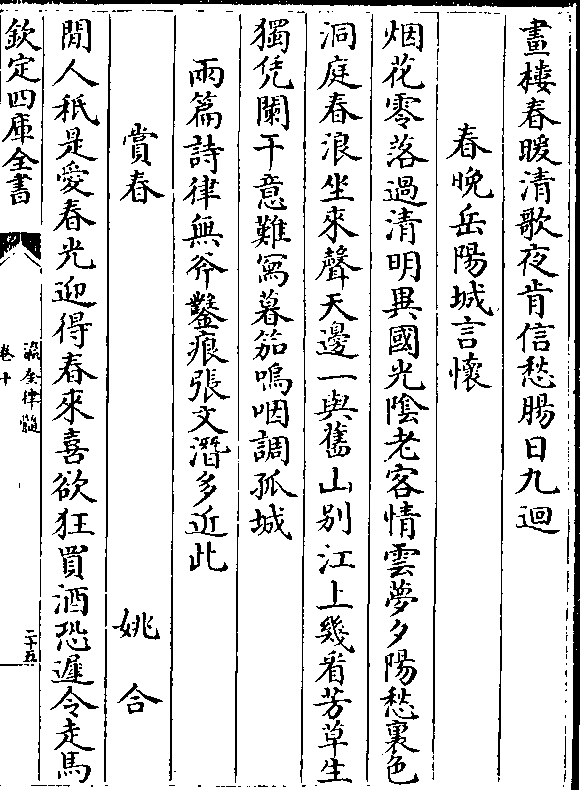 畫樓春暖清歌夜肯信愁腸日九迴
春晚岳陽城言懷
烟花零落過清明異國光陰老客情雲夢夕陽愁裏色
洞庭春浪坐來聲天邊一與舊山別江上幾看芳草生
獨凭闌干意難寫暮笳嗚咽調孤城
兩篇詩律無斧鑿痕張文潛多近此
賞春 姚合
閒人秖是愛春光迎得春來喜欲狂買酒恐遲令走馬
欽定四庫全書
瀛奎律髓
卷十
二十五